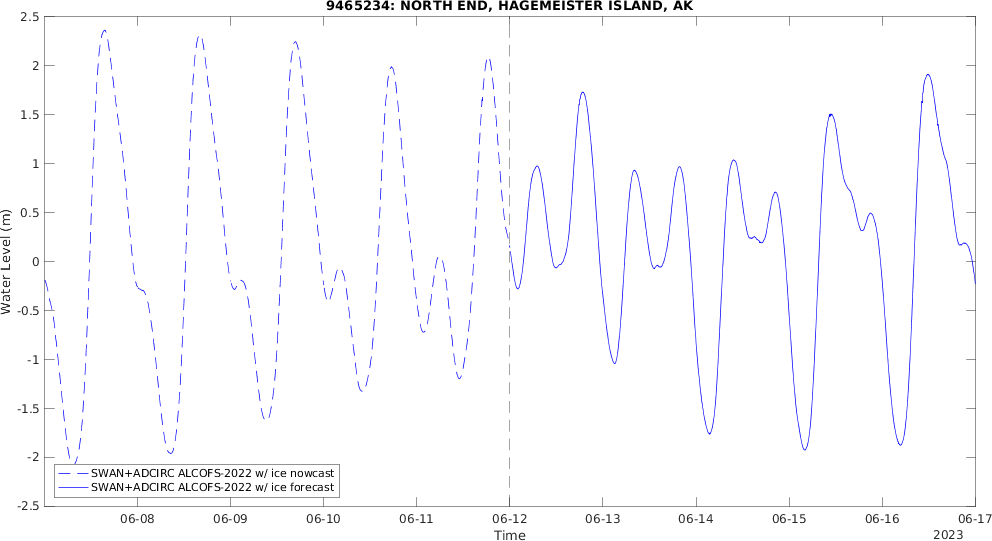 9465234: NORTH END, HAGEMEISTER ISLAND, AK
2.5
2
1.5
1
0.5
0
-0.5
-1
-1.5
-2
-2.5
Water Level (m)
SWAN+ADCIRC ALCOFS-2022 w/ ice nowcast
SWAN+ADCIRC ALCOFS-2022 w/ ice forecast
06-08 06-09 06-10 06-11 06-12 06-13 06-14 06-15 06-16 06-17
Time
2023